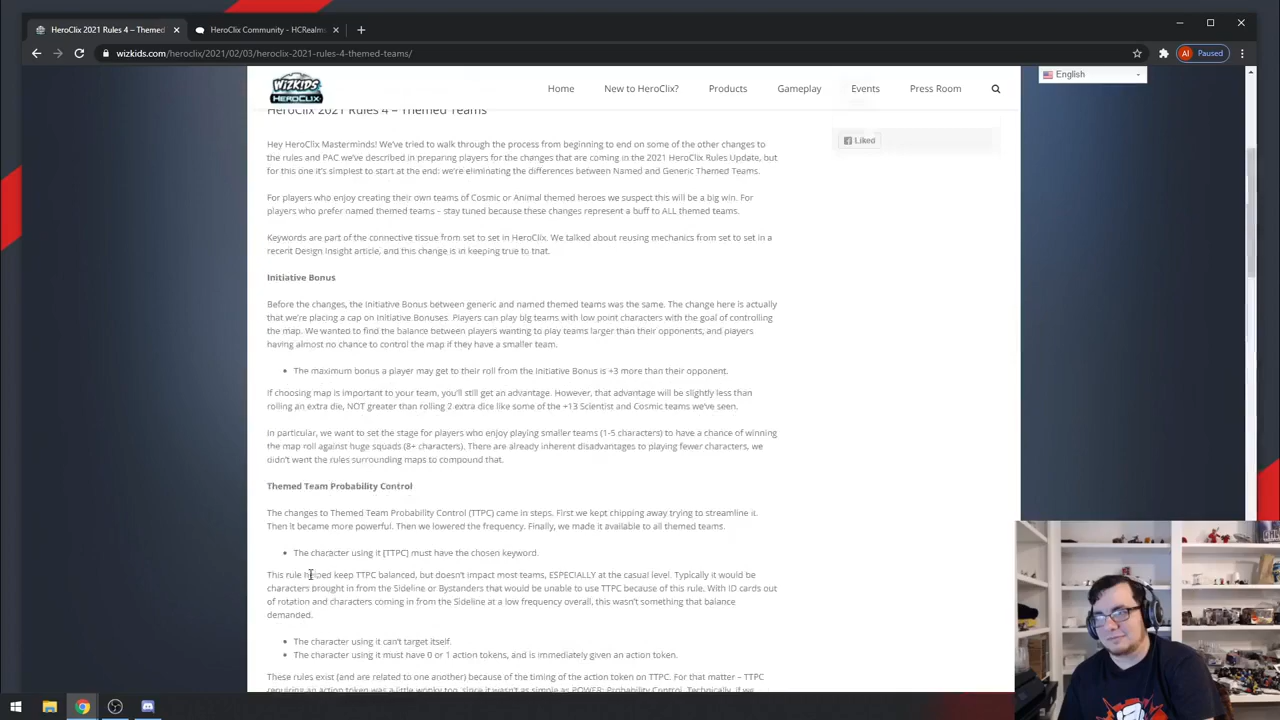 HeroClix 2021 Rules 4 – Themed
HeroClix Community - HCRealms
wizkids.com/heroclix/2021/02/03/heroclix-2021-rules-4-themed-teams/
AI Paused
WIZKIDS HEROCLIX
Home New to HeroClix? Products Gameplay Events Press Room
English
Liked
HeroClix 2021 Rules 4 – Themed Teams
Hey HeroClix Masterminds! We've tried to walk through the process from beginning to end on some of the other changes to
the rules and PAC we've described in preparing players for the changes that are coming in the 2021 HeroClix Rules Update, but
for this one it's simplest to start at the end: we're eliminating the differences between Named and Generic Themed Teams.
For players who enjoy creating their own teams of Cosmic or Animal themed heroes we suspect this will be a big win. For
players who prefer named themed teams – stay tuned because these changes represent a buff to ALL themed teams.
Keywords are part of the connective tissue from set to set in HeroClix. We talked about reusing mechanics from set to set in a
recent Design Insight article, and this change is in keeping true to that.
Initiative Bonus
Before the changes, the Initiative Bonus between generic and named themed teams was the same. The change here is actually
that we're placing a cap on Initiative Bonuses. Players can play big teams with low point characters with the goal of controlling
the map. We wanted to find the balance between players wanting to play teams larger than their opponents, and players
having almost no chance to control the map if they have a smaller team.
• The maximum bonus a player may get to their roll from the Initiative Bonus is +3 more than their opponent.
If choosing map is important to your team, you'll still get an advantage. However, that advantage will be slightly less than
rolling an extra die, NOT greater than rolling 2 extra dice like some of the +13 Scientist and Cosmic teams we've seen.
In particular, we want to set the stage for players who enjoy playing smaller teams (1-5 characters) to have a chance of winning
the map roll against huge squads (8+ characters). There are already inherent disadvantages to playing fewer characters, we
didn't want the rules surrounding maps to compound that.
Themed Team Probability Control
The changes to Themed Team Probability Control (TTPC) came in steps. First we kept chipping away trying to streamline it.
Then it became more powerful. Then we lowered the frequency. Finally, we made it available to all themed teams.
• The character using it [TTPC] must have the chosen keyword.
This rule helped keep TTPC balanced, but doesn't impact most teams, ESPECIALLY at the casual level. Typically it would be
characters brought in from the Sideline or Bystanders that would be unable to use TTPC because of this rule. With ID cards out
of rotation and characters coming in from the Sideline at a low frequency overall, this wasn't something that balance
demanded.
• The character using it can't target itself.
• The character using it must have 0 or 1 action tokens, and is immediately given an action token.
These rules exist (and are related to one another) because of the timing of the action token on TTPC. For that matter – TTPC
requiring an action token was a little wonky too, since it wasn't as simple as POWER: Probability Control. Technically, if we